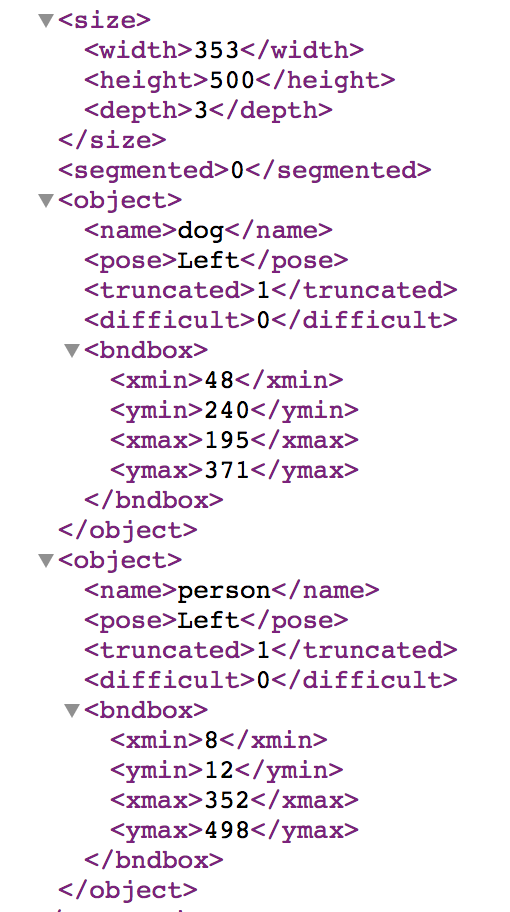 <size>
<width>353</width>
<height>500</height>
<depth>3</depth>
</size>
<segmented>0</segmented>
<object>
<name>dog</name>
<pose>Left</pose>
<truncated>1</truncated>
<difficult>0</difficult>
<bndbox>
<xmin>48</xmin>
<ymin>240</ymin>
<xmax>195</xmax>
<ymax>371</ymax>
</bndbox>
</object>
<object>
<name>person</name>
<pose>Left</pose>
<truncated>1</truncated>
<difficult>0</difficult>
<bndbox>
<xmin>8</xmin>
<ymin>12</ymin>
<xmax>352</xmax>
<ymax>498</ymax>
</bndbox>
</object>